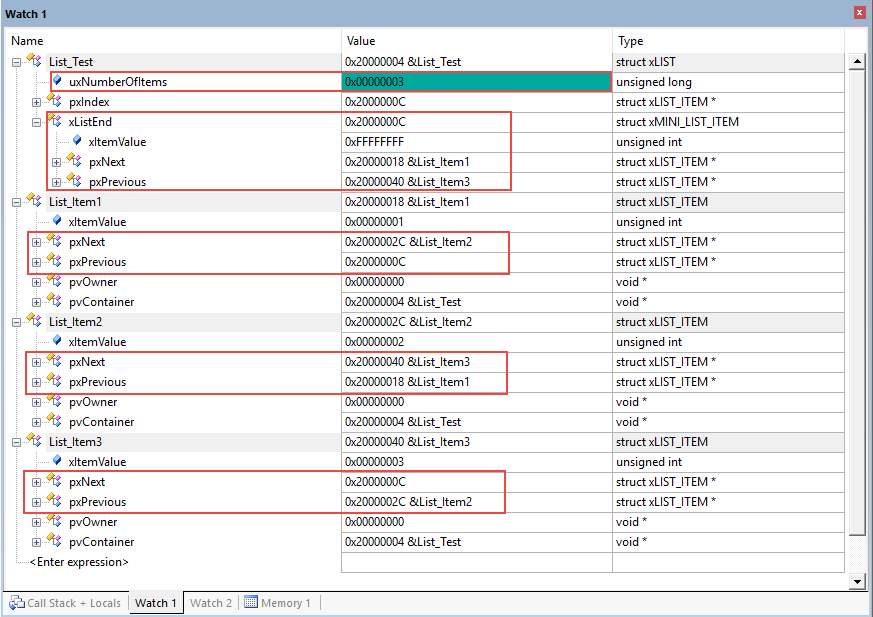 Watch 1
Name Value Type
List_Test 0x20000004 &List_Test struct xLIST
uxNumberOfItems 0x00000003 unsigned long
pxIndex 0x2000000C struct xLIST_ITEM *
xListEnd 0x2000000C struct xMINI_LIST_ITEM
xItemValue 0xFFFFFFFF unsigned int
pxNext 0x20000018 &List_Item1 struct xLIST_ITEM *
pxPrevious 0x20000040 &List_Item3 struct xLIST_ITEM *
List_Item1 0x20000018 &List_Item1 struct xLIST_ITEM
xItemValue 0x00000001 unsigned int
pxNext 0x2000002C &List_Item2 struct xLIST_ITEM *
pxPrevious 0x2000000C struct xLIST_ITEM *
pvOwner 0x00000000 void *
pvContainer 0x20000004 &List_Test void *
List_Item2 0x2000002C &List_Item2 struct xLIST_ITEM
xItemValue 0x00000002 unsigned int
pxNext 0x20000040 &List_Item3 struct xLIST_ITEM *
pxPrevious 0x20000018 &List_Item1 struct xLIST_ITEM *
pvOwner 0x00000000 void *
pvContainer 0x20000004 &List_Test void *
List_Item3 0x20000040 &List_Item3 struct xLIST_ITEM
xItemValue 0x00000003 unsigned int
pxNext 0x2000000C struct xLIST_ITEM *
pxPrevious 0x2000002C &List_Item2 struct xLIST_ITEM *
pvOwner 0x00000000 void *
pvContainer 0x20000004 &List_Test void *
<Enter expression>
Call Stack + Locals Watch 1 Watch 2 Memory 1